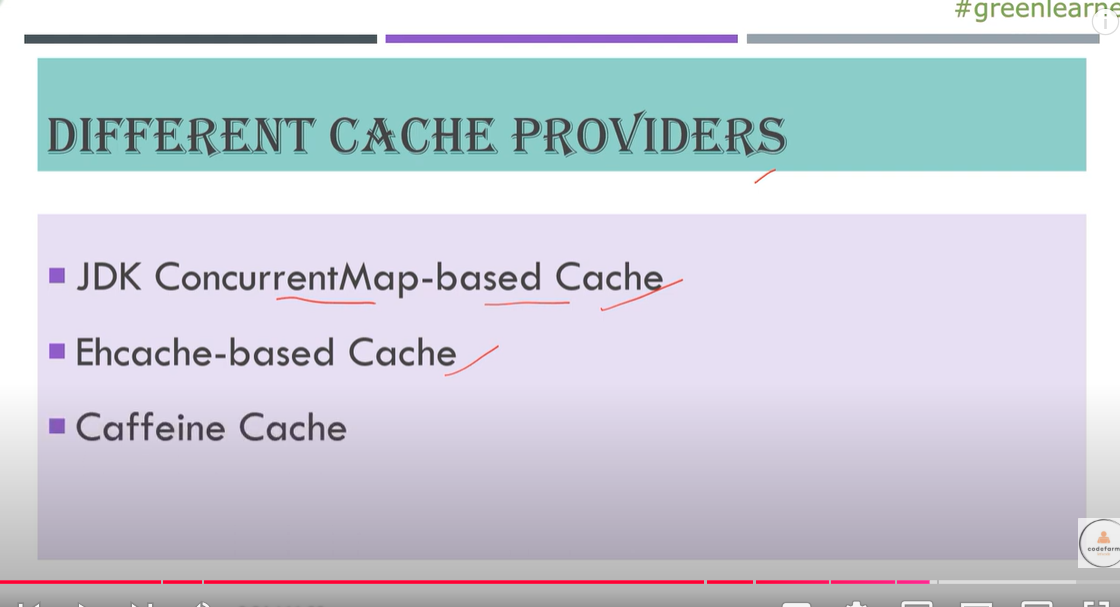 #greenlearne
DIFFERENT CACHE PROVIDERS
JDK ConcurrentMap-based Cache
Ehcache-based Cache
Caffeine Cache
codefarm